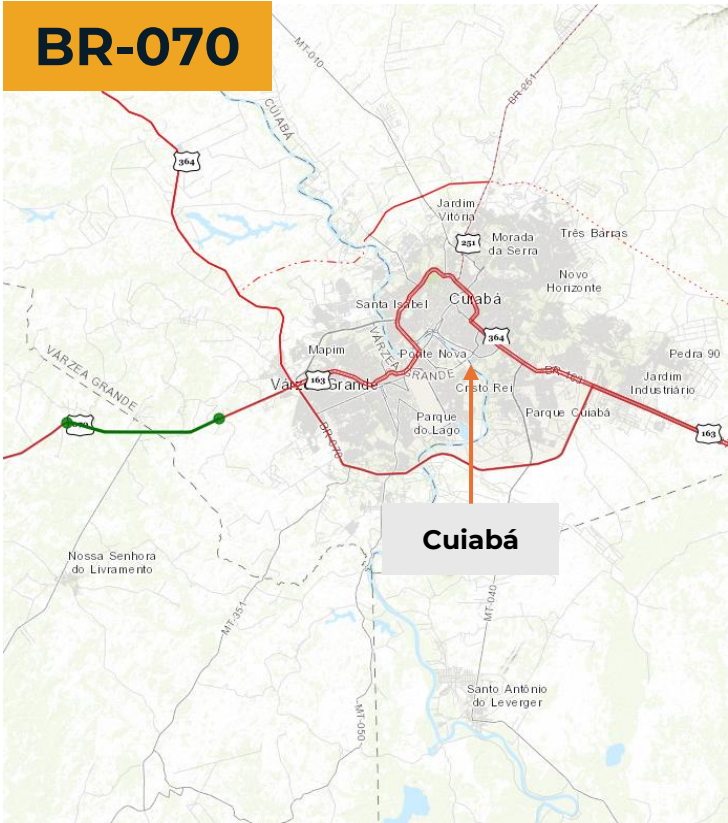 BR-070
MT-010
BR-251
CUIABÁ
364
Jardim
Vitória
251
Morada
da Serra
Três Barras
Novo
Horizonte
Santa Isabel
Cuiabá
364
VÁRZEA GRANDE
Mapim
Ponte Nova
BR-163
Pedra 90
VÁRZEA GRANDE
163
Várzea Grande
Cristo Rei
Jardim
Industriário
Parque
do Lago
Parque Cuiabá
BR-070
163
Cuiabá
Nossa Senhora
do Livramento
MT-040
MT-351
Santo Antônio
do Leverger
MT-050